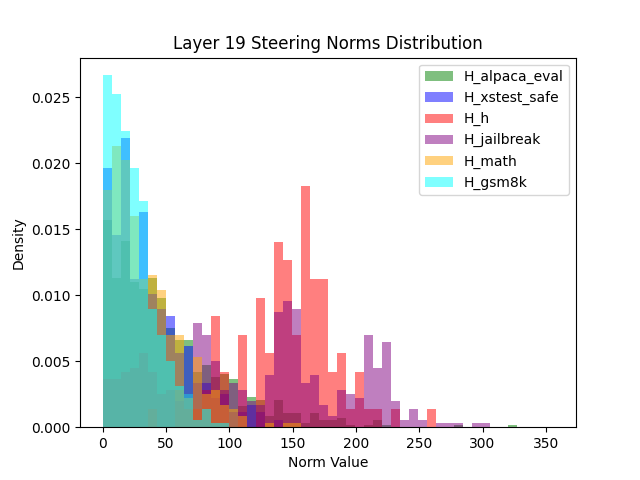 Layer 19 Steering Norms Distribution
H_alpaca_eval
H_xstest_safe
H_h
H_jailbreak
H_math
H_gsm8k
Density
0.025
0.020
0.015
0.010
0.005
0.000
0 50 100 150 200 250 300 350
Norm Value